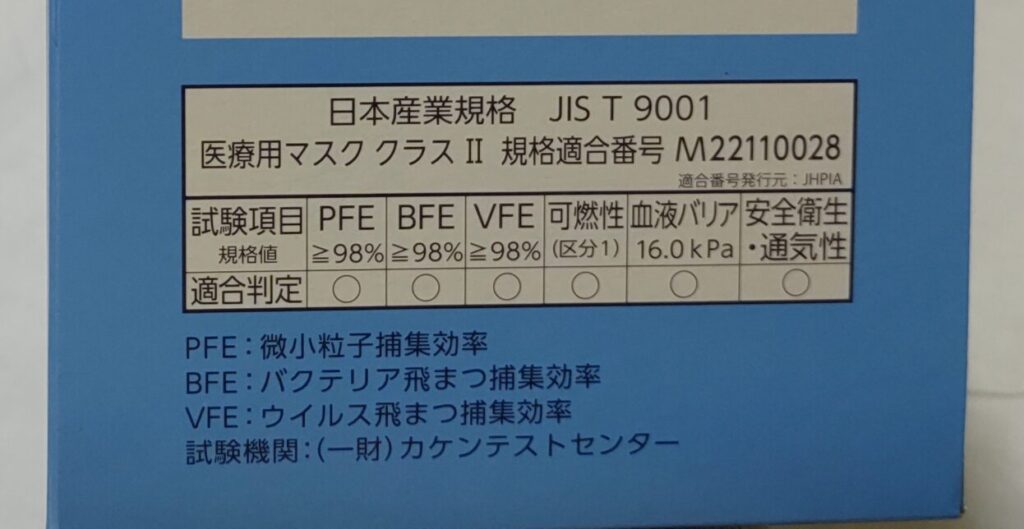 日本産業規格 JIS T 9001
医療用マスク クラス II 規格適合番号 M22110028
適合番号発行元：JHPIA
試験項目 PFE BFE VFE 可燃性 血液バリア 安全衛生
規格値 ≧98% ≧98% ≧98% (区分1) 16.0kPa ・通気性
適合判定 ○ ○ ○ ○ ○ ○
PFE：微小粒子捕集効率
BFE：バクテリア飛まつ捕集効率
VFE：ウイルス飛まつ捕集効率
試験機関：(一財)カケンテストセンター